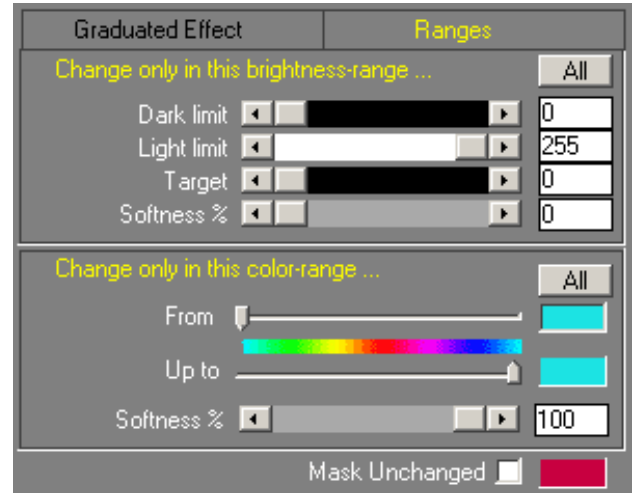 Graduated Effect Ranges
Change only in this brightness-range ... All
Dark limit 0
Light limit 255
Target 0
Softness % 0
Change only in this color-range ... All
From
Up to
Softness % 100
Mask Unchanged